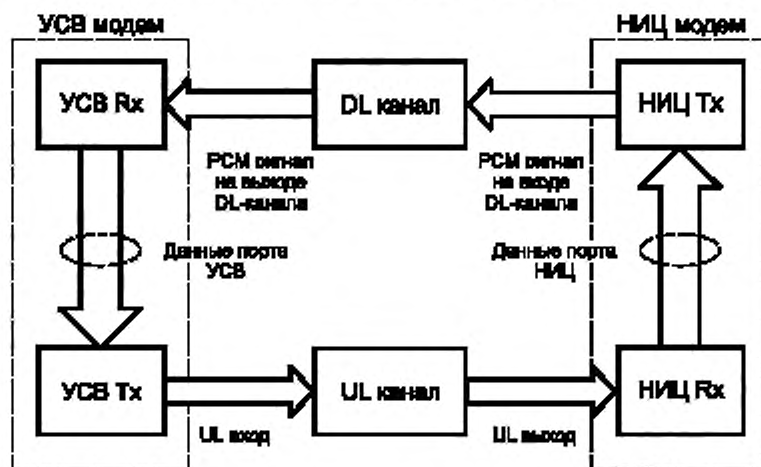 УСВ модем
НИЦ модем
УСВ Rx
DL канал
НИЦ Tx
PCM сигнал
на выходе
DL-канала
PCM сигнал
на входе
DL-канала
Данные порта
УСВ
Данные порта
НИЦ
УСВ Tx
UL канал
НИЦ Rx
UL вход
UL выход